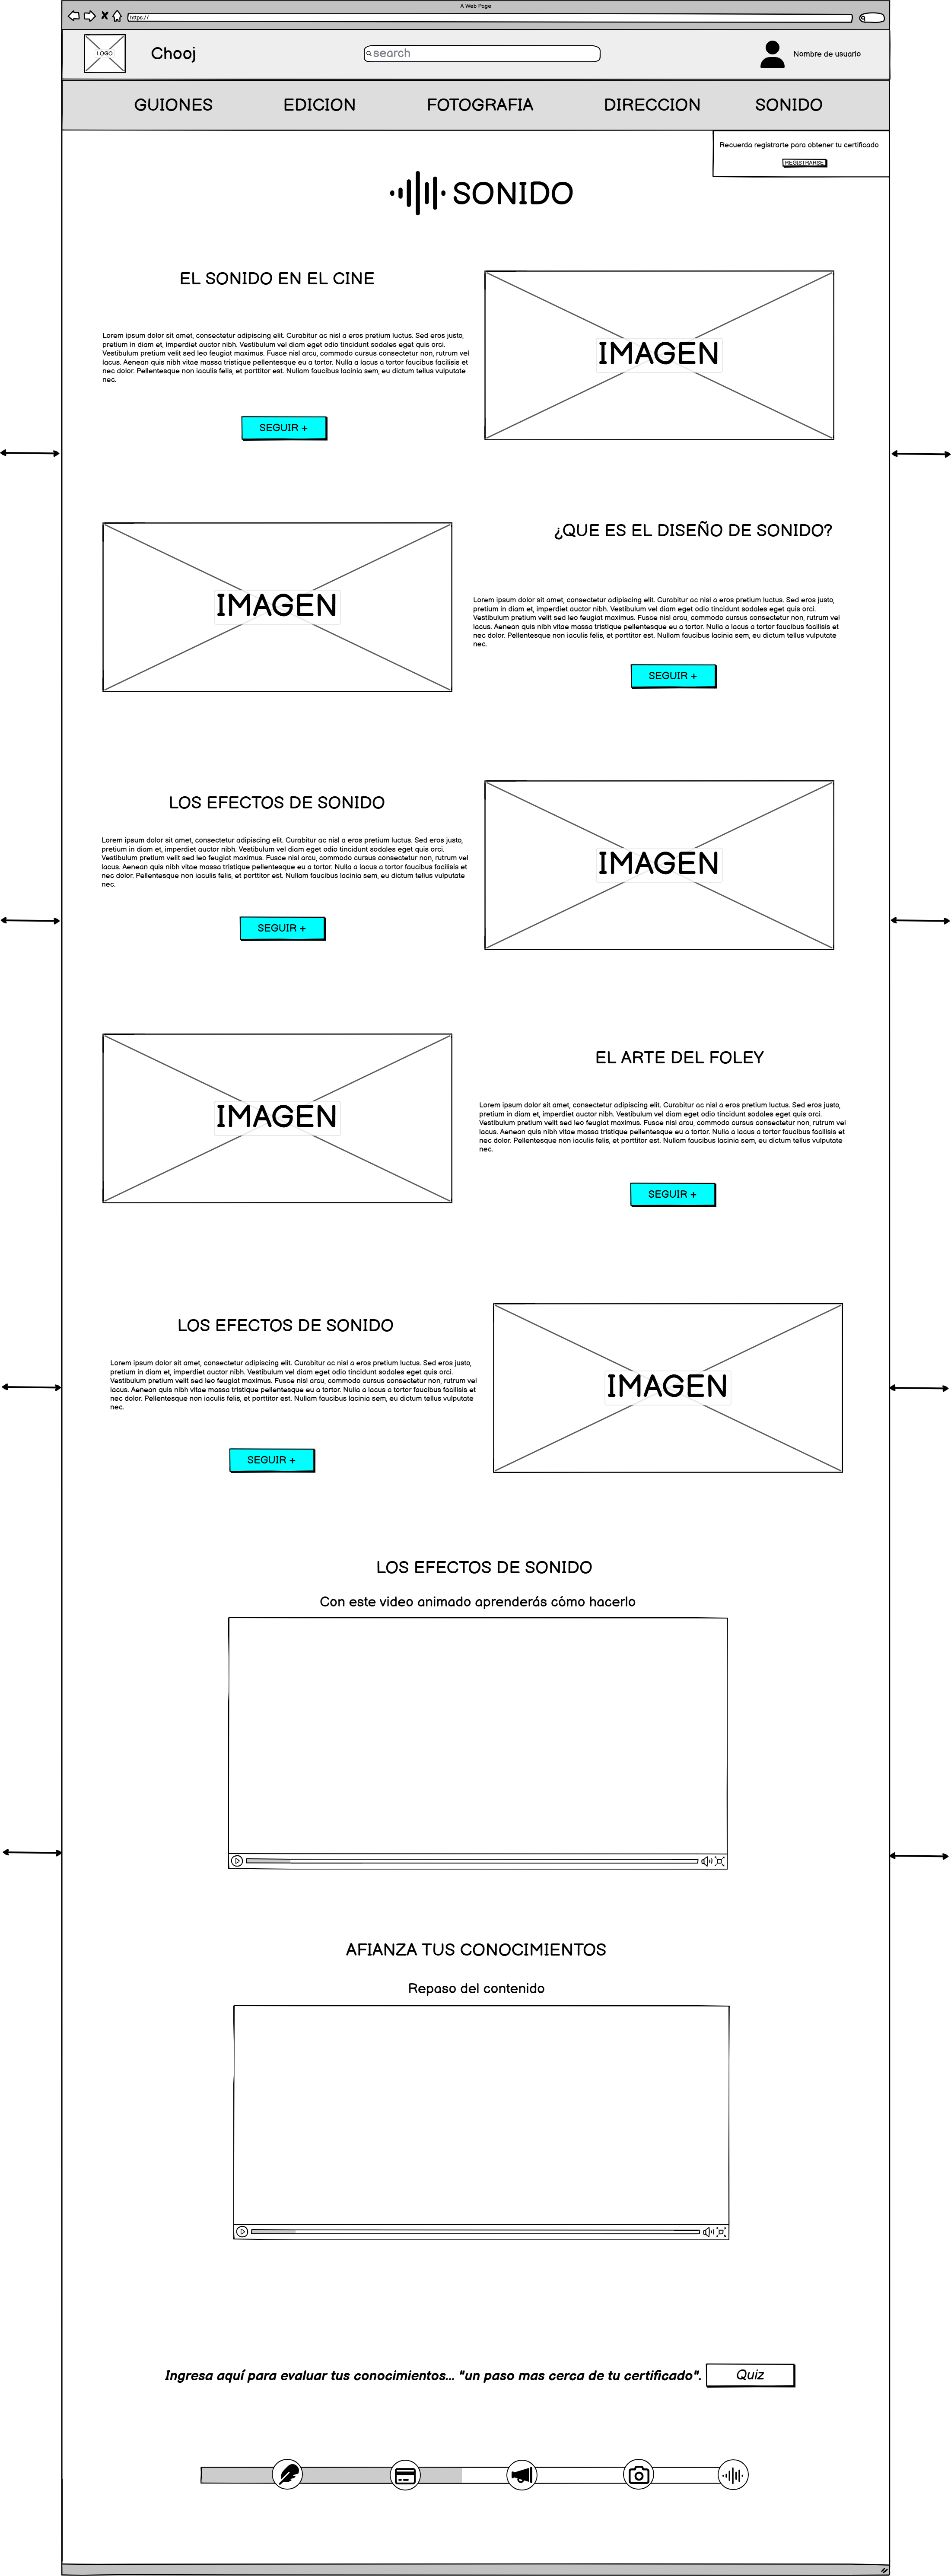 A Web Page
https://
LOGO
Chooj
search
Nombre de usuario
GUIONES
EDICION
FOTOGRAFIA
DIRECCION
SONIDO
Recuerda registrarte para obtener tu certificado
REGISTRARSE
SONIDO
EL SONIDO EN EL CINE
Lorem ipsum dolor sit amet, consectetur adipiscing elit. Curabitur ac nisl a eros pretium luctus. Sed eros justo,
pretium in diam et, imperdiet auctor nibh. Vestibulum vel diam eget odio tincidunt sodales eget quis orci.
Vestibulum pretium velit sed leo feugiat maximus. Fusce nisl arcu, commodo cursus consectetur non, rutrum vel
lacus. Aenean quis nibh vitae massa tristique pellentesque eu a tortor. Nulla a lacus a tortor faucibus facilisis et
nec dolor. Pellentesque non iaculis felis, et porttitor est. Nullam faucibus lacinia sem, eu dictum tellus vulputate
nec.
IMAGEN
SEGUIR +
IMAGEN
¿QUE ES EL DISEÑO DE SONIDO?
Lorem ipsum dolor sit amet, consectetur adipiscing elit. Curabitur ac nisl a eros pretium luctus. Sed eros justo,
pretium in diam et, imperdiet auctor nibh. Vestibulum vel diam eget odio tincidunt sodales eget quis orci.
Vestibulum pretium velit sed leo feugiat maximus. Fusce nisl arcu, commodo cursus consectetur non, rutrum vel
lacus. Aenean quis nibh vitae massa tristique pellentesque eu a tortor. Nulla a lacus a tortor faucibus facilisis et
nec dolor. Pellentesque non iaculis felis, et porttitor est. Nullam faucibus lacinia sem, eu dictum tellus vulputate
nec.
SEGUIR +
LOS EFECTOS DE SONIDO
Lorem ipsum dolor sit amet, consectetur adipiscing elit. Curabitur ac nisl a eros pretium luctus. Sed eros justo,
pretium in diam et, imperdiet auctor nibh. Vestibulum vel diam eget odio tincidunt sodales eget quis orci.
Vestibulum pretium velit sed leo feugiat maximus. Fusce nisl arcu, commodo cursus consectetur non, rutrum vel
lacus. Aenean quis nibh vitae massa tristique pellentesque eu a tortor. Nulla a lacus a tortor faucibus facilisis et
nec dolor. Pellentesque non iaculis felis, et porttitor est. Nullam faucibus lacinia sem, eu dictum tellus vulputate
nec.
IMAGEN
SEGUIR +
IMAGEN
EL ARTE DEL FOLEY
Lorem ipsum dolor sit amet, consectetur adipiscing elit. Curabitur ac nisl a eros pretium luctus. Sed eros justo,
pretium in diam et, imperdiet auctor nibh. Vestibulum vel diam eget odio tincidunt sodales eget quis orci.
Vestibulum pretium velit sed leo feugiat maximus. Fusce nisl arcu, commodo cursus consectetur non, rutrum vel
lacus. Aenean quis nibh vitae massa tristique pellentesque eu a tortor. Nulla a lacus a tortor faucibus facilisis et
nec dolor. Pellentesque non iaculis felis, et porttitor est. Nullam faucibus lacinia sem, eu dictum tellus vulputate
nec.
SEGUIR +
LOS EFECTOS DE SONIDO
Lorem ipsum dolor sit amet, consectetur adipiscing elit. Curabitur ac nisl a eros pretium luctus. Sed eros justo,
pretium in diam et, imperdiet auctor nibh. Vestibulum vel diam eget odio tincidunt sodales eget quis orci.
Vestibulum pretium velit sed leo feugiat maximus. Fusce nisl arcu, commodo cursus consectetur non, rutrum vel
lacus. Aenean quis nibh vitae massa tristique pellentesque eu a tortor. Nulla a lacus a tortor faucibus facilisis et
nec dolor. Pellentesque non iaculis felis, et porttitor est. Nullam faucibus lacinia sem, eu dictum tellus vulputate
nec.
IMAGEN
SEGUIR +
LOS EFECTOS DE SONIDO
Con este video animado aprenderás cómo hacerlo
AFIANZA TUS CONOCIMIENTOS
Repaso del contenido
Ingresa aquí para evaluar tus conocimientos... "un paso mas cerca de tu certificado".
Quiz